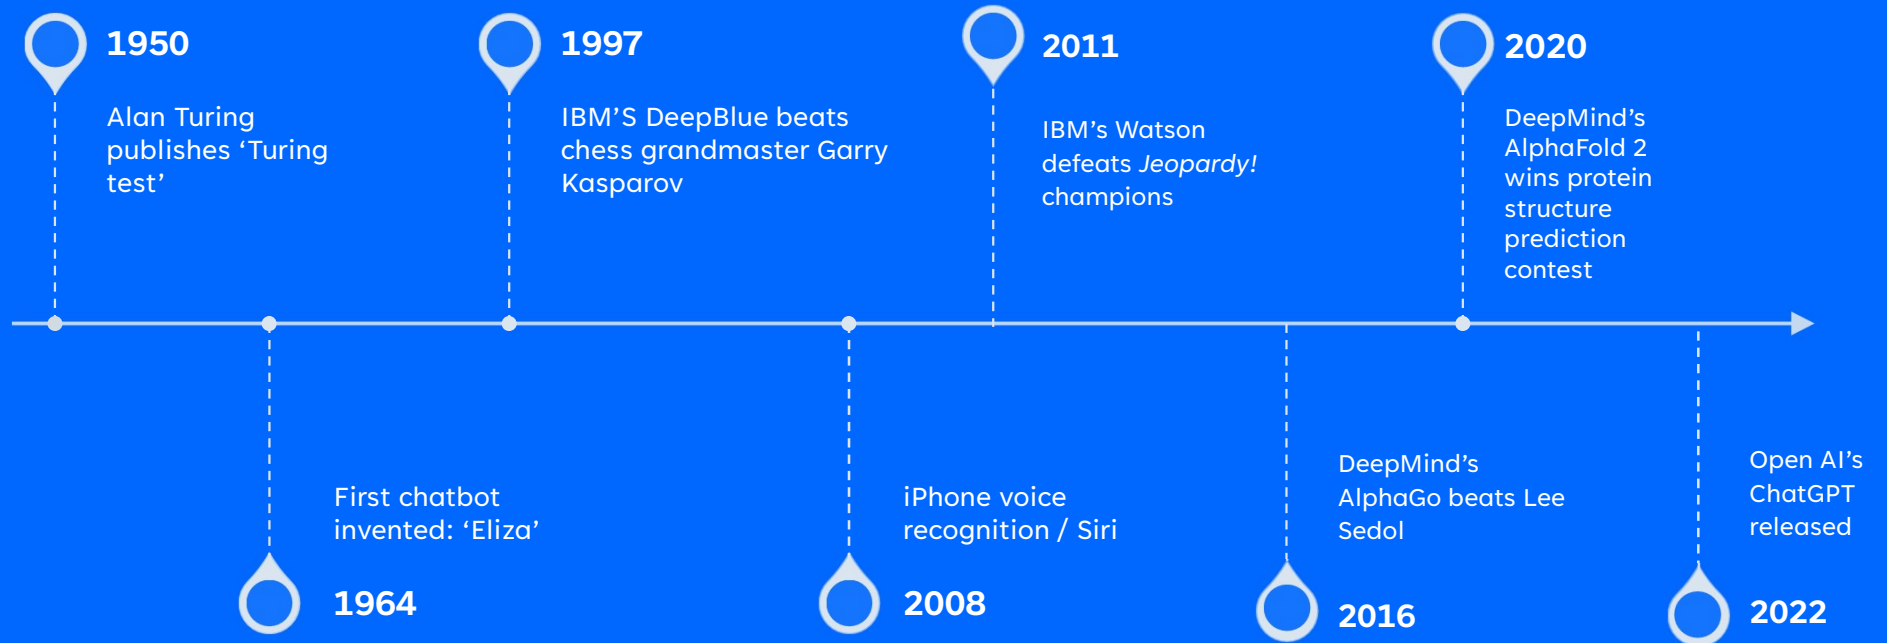 1950
Alan Turing
publishes ‘Turing
test’
1997
IBM’S DeepBlue beats
chess grandmaster Garry
Kasparov
2011
IBM’s Watson
defeats Jeopardy!
champions
2020
DeepMind’s
AlphaFold 2
wins protein
structure
prediction
contest
First chatbot
invented: ‘Eliza’
1964
iPhone voice
recognition / Siri
2008
DeepMind’s
AlphaGo beats Lee
Sedol
2016
Open AI’s
ChatGPT
released
2022